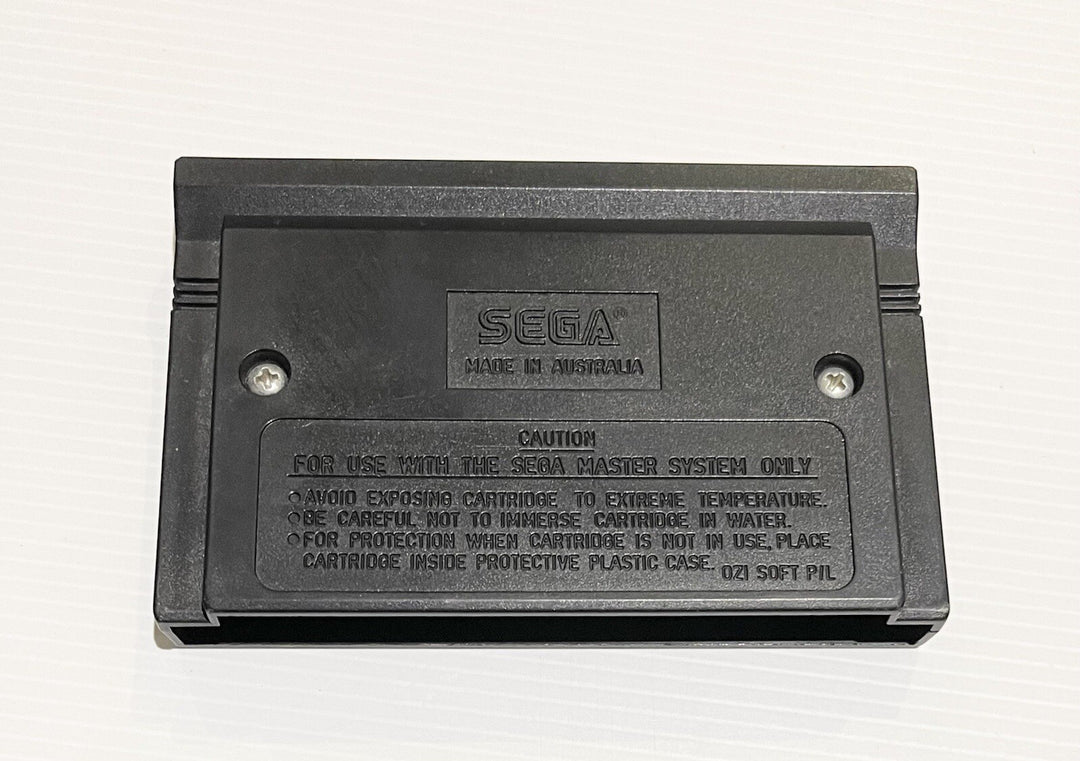 SEGA®
MADE IN AUSTRALIA
CAUTION
FOR USE WITH THE SEGA MASTER SYSTEM ONLY
○ AVOID EXPOSING CARTRIDGE TO EXTREME TEMPERATURE.
○ BE CAREFUL NOT TO IMMERSE CARTRIDGE IN WATER.
○ FOR PROTECTION WHEN CARTRIDGE IS NOT IN USE, PLACE
CARTRIDGE INSIDE PROTECTIVE PLASTIC CASE.
OZI SOFT P/L